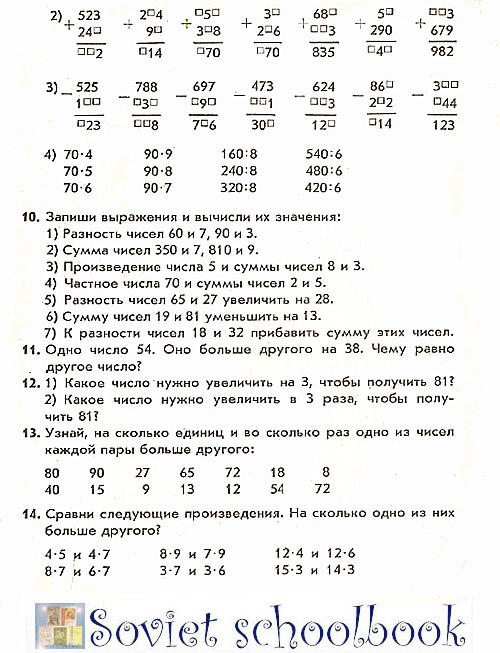 2) + 523 + 2□4 + □5□ + 3□ + 68□ + 5□ + □□3
24□ 9□ 3□8 2□6 □□3 290 679
□□2 □14 □70 □70 835 □4□ 982
3) – 525 – 788 – 697 – 473 – 624 – 86□ – 3□□
1□□ □3□ □9□ □□1 □□3 2□2 □44
□23 □□8 7□6 30□ 12□ □14 123
4) 70·4 90·9 160:8 540:6
70·5 90·8 240:8 480:6
70·6 90·7 320:8 420:6
10. Запиши выражения и вычисли их значения:
1) Разность чисел 60 и 7, 90 и 3.
2) Сумма чисел 350 и 7, 810 и 9.
3) Произведение числа 5 и суммы чисел 8 и 3.
4) Частное числа 70 и суммы чисел 2 и 5.
5) Разность чисел 65 и 27 увеличить на 28.
6) Сумму чисел 19 и 81 уменьшить на 13.
7) К разности чисел 18 и 32 прибавить сумму этих чисел.
11. Одно число 54. Оно больше другого на 38. Чему равно
другое число?
12. 1) Какое число нужно увеличить на 3, чтобы получить 81?
2) Какое число нужно увеличить в 3 раза, чтобы полу-
чить 81?
13. Узнай, на сколько единиц и во сколько раз одно из чисел
каждой пары больше другого:
80 90 27 65 72 18 8
40 15 9 13 12 54 72
14. Сравни следующие произведения. На сколько одно из них
больше другого?
4·5 и 4·7 8·9 и 7·9 12·4 и 12·6
8·7 и 6·7 3·7 и 3·6 15·3 и 14·3
Soviet schoolbook